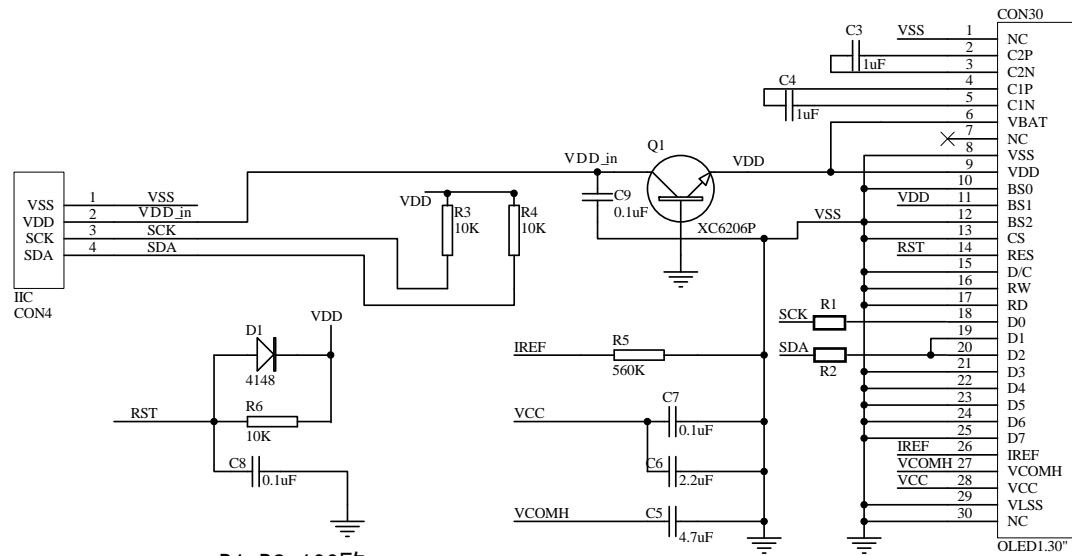 CON30
VSS 1 NC
C3 2 C2P
1uF 3 C2N
C4 4 C1P
1uF 5 C1N
6 VBAT
7 NC
8 VSS
Q1
VDD_in VDD 9 VDD
10 BS0
VDD 11 BS1
VSS 12 BS2
13 CS
RST 14 RES
15 D/C
16 RW
17 RD
SCK R1 18 D0
19 D1
SDA R2 20 D2
21 D3
22 D4
23 D5
24 D6
25 D7
IREF 26 IREF
VCOMH 27 VCOMH
VCC 28 VCC
29 VLSS
30 NC
OLED1.30"
C9
0.1uF
XC6206P
VSS 1 VSS
VDD 2 VDD_in
SCK 3 SCK
SDA 4 SDA
IIC
CON4
VDD
R3
10K
R4
10K
VDD
D1
4148
RST
R6
10K
C8
0.1uF
IREF
R5
560K
VCC
C7
0.1uF
C6
2.2uF
VCOMH
C5
4.7uF